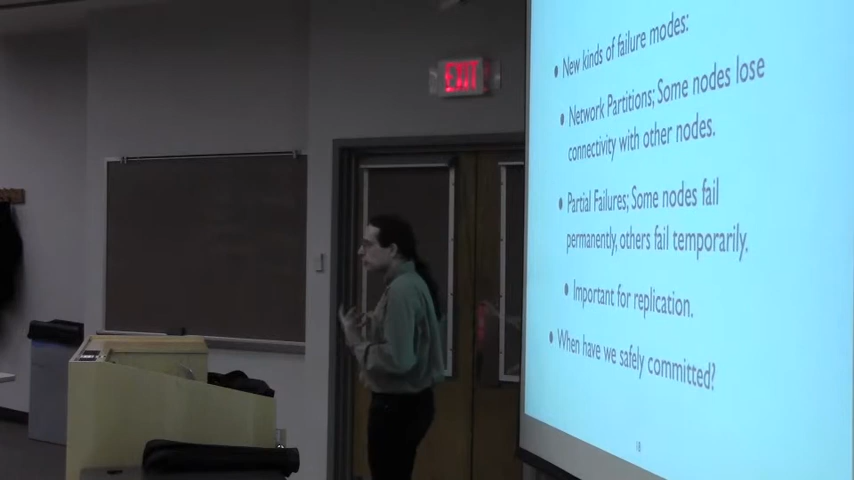 EXIT
New kinds of failure modes:
Network Partitions; Some nodes lose
connectivity with other nodes.
Partial Failures; Some nodes fail
permanently, others fail temporarily.
Important for replication.
When have we safely committed?